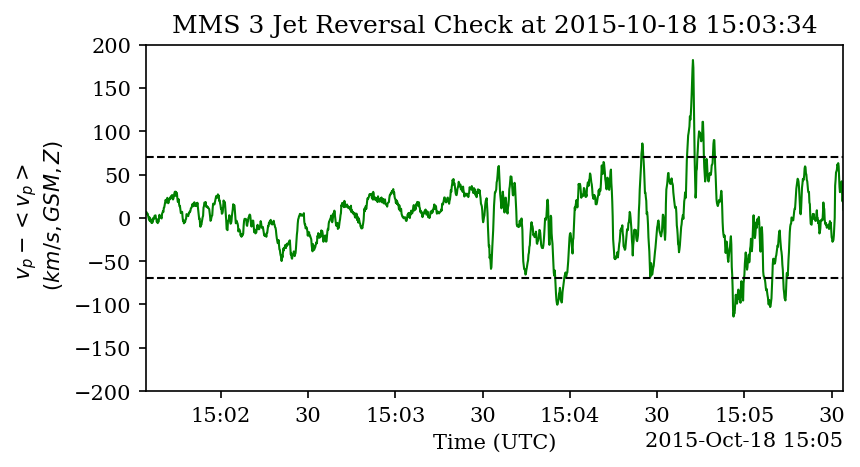 MMS 3 Jet Reversal Check at 2015-10-18 15:03:34
200
150
100
50
0
−50
−100
−150
−200
v_p − < v_p >
(km/s, GSM, Z)
15:02 30 15:03 30 15:04 30 15:05 30
Time (UTC)
2015-Oct-18 15:05